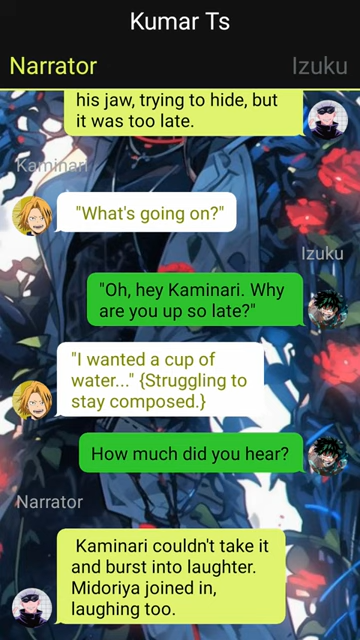 Kumar Ts
Narrator
Izuku
his jaw, trying to hide, but
it was too late.
Kaminari
"What's going on?"
Izuku
"Oh, hey Kaminari. Why
are you up so late?"
"I wanted a cup of
water..." {Struggling to
stay composed.}
How much did you hear?
Narrator
Kaminari couldn't take it
and burst into laughter.
Midoriya joined in,
laughing too.